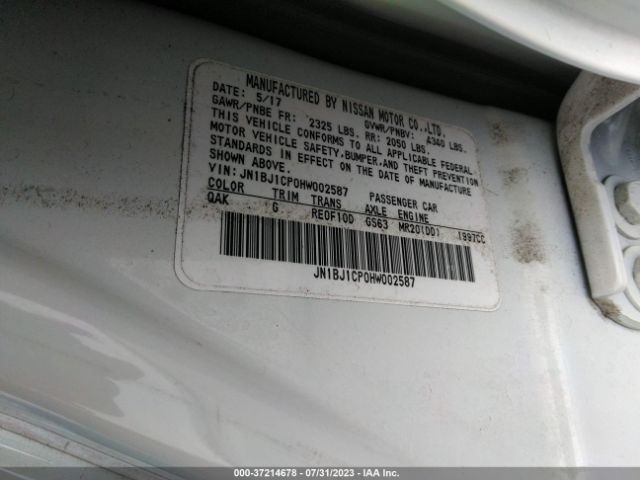 MANUFACTURED BY NISSAN MOTOR CO.,LTD.
DATE: 5/17 GVWR/PNBV: 4340 LBS.
GAWR/PNBE FR: 2325 LBS. RR: 2050 LBS.
THIS VEHICLE CONFORMS TO ALL APPLICABLE FEDERAL
MOTOR VEHICLE SAFETY,BUMPER,AND THEFT PREVENTION
STANDARDS IN EFFECT ON THE DATE OF MANUFACTURE
SHOWN ABOVE.
VIN: JN1BJ1CP0HW002587 PASSENGER CAR
COLOR TRIM TRANS AXLE ENGINE
QAK G RE0F10D GS63 MR20(DD) 1997CC
JN1BJ1CP0HW002587
000-37214678 - 07/31/2023 - IAA Inc.